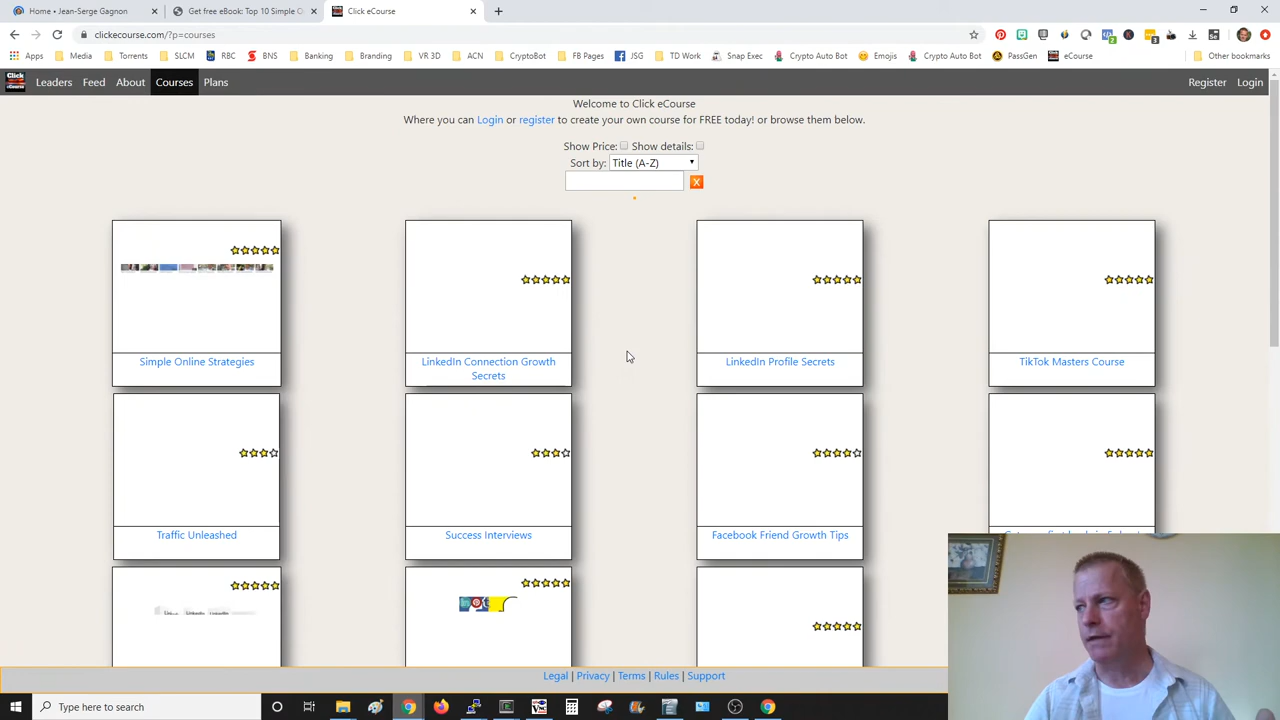 Home • Jean-Serge Gagnon
Get free eBook: Top 10 Simple O
Click eCourse
clickecourse.com/?p=courses
Apps
Media
Torrents
SLCM
RBC
BNS
Banking
Branding
VR 3D
ACN
CryptoBot
FB Pages
JSG
TD Work
Snap Exec
Crypto Auto Bot
Emojis
Crypto Auto Bot
PassGen
eCourse
Other bookmarks
Click eCourse
Leaders
Feed
About
Courses
Plans
Register
Login
Welcome to Click eCourse
Where you can Login or register to create your own course for FREE today! or browse them below.
Show Price: Show details:
Sort by: Title (A-Z)
X
Simple Online Strategies
LinkedIn Connection Growth
Secrets
LinkedIn Profile Secrets
TikTok Masters Course
Traffic Unleashed
Success Interviews
Facebook Friend Growth Tips
Legal | Privacy | Terms | Rules | Support
Type here to search